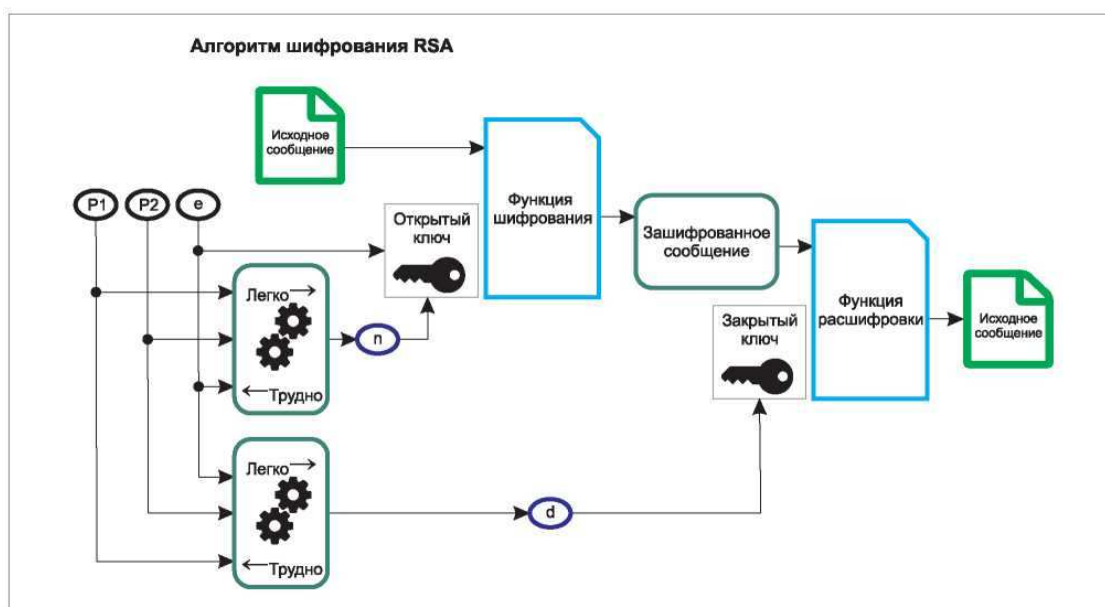 Алгоритм шифрования RSA
Исходное
сообщение
P1
P2
e
Открытый
ключ
Функция
шифрования
Зашифрованное
сообщение
Легко →
← Трудно
n
Закрытый
ключ
Функция
расшифровки
Исходное
сообщение
Легко →
← Трудно
d